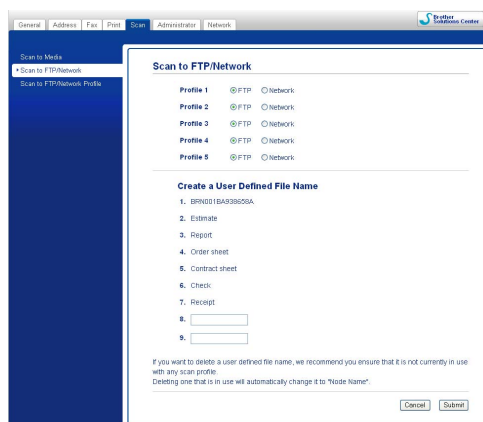 General Address Fax Print Scan Administrator Network
Brother
Solutions Center
Scan to Media
Scan to FTP/Network
Scan to FTP/Network Profile
Scan to FTP/Network
Profile 1 FTP Network
Profile 2 FTP Network
Profile 3 FTP Network
Profile 4 FTP Network
Profile 5 FTP Network
Create a User Defined File Name
1. BRN001BA938658A
2. Estimate
3. Report
4. Order sheet
5. Contract sheet
6. Check
7. Receipt
8.
9.
If you want to delete a user defined file name, we recommend you ensure that it is not currently in use
with any scan profile.
Deleting one that is in use will automatically change it to "Node Name".
Cancel Submit